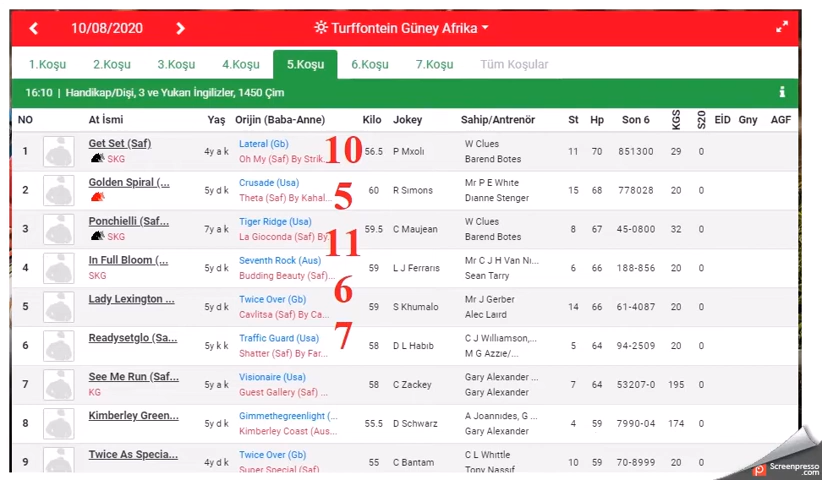 10/08/2020 Turffontein Güney Afrika
1.Koşu 2.Koşu 3.Koşu 4.Koşu 5.Koşu 6.Koşu 7.Koşu Tüm Koşular
16:10 | Handikap/Dişi, 3 ve Yukarı İngilizler, 1450 Çim i
NO At İsmi Yaş Orijin (Baba-Anne) Kilo Jokey Sahip/Antrenör St Hp Son 6 KGS S20 EİD Gny AGF
1 Get Set (Saf) SKG 4y a k Lateral (Gb) Oh My (Saf) By Strik... 56.5 P Mxoli W Clues Barend Botes 11 70 851300 29 0
10
2 Golden Spiral (... 5y d k Crusade (Usa) Theta (Saf) By Kahal... 60 R Simons Mr P E White Dianne Stenger 15 68 778028 20 0
5
3 Ponchielli (Saf... SKG 7y a k Tiger Ridge (Usa) La Gioconda (Saf) By... 59.5 C Maujean W Clues Barend Botes 8 67 45-0800 32 0
11
4 In Full Bloom (... SKG 5y d k Seventh Rock (Aus) Budding Beauty (Saf)... 59 L J Ferraris Mr C J H Van Ni... Sean Tarry 6 66 188-856 20 0
6
5 Lady Lexington ... 5y d k Twice Over (Gb) Cavlitsa (Saf) By Ca... 59 S Khumalo Mr J Gerber Alec Laird 14 66 61-4087 20 0
7
6 Readysetglo (Sa... 5y k k Traffic Guard (Usa) Shatter (Saf) By Far... 58 D L Habib C J Williamson,... M G Azzie/... 5 64 94-2509 20 0
7 See Me Run (Saf... KG 5y a k Visionaire (Usa) Guest Gallery (Saf) ... 58 C Zackey Gary Alexander ... Gary Alexander 7 64 53207-0 195 0
8 Kimberley Green... 5y d k Gimmethegreenlight (... Kimberley Coast (Aus... 55.5 D Schwarz A Joannides, G ... Gary Alexander 4 59 7990-04 174 0
9 Twice As Specia... 4y d k Twice Over (Gb) Super Special (Saf) ... 55 C Bantam C L Whittle Tony Nassif 10 59 70-8999 20 0
Screenpresso
.com